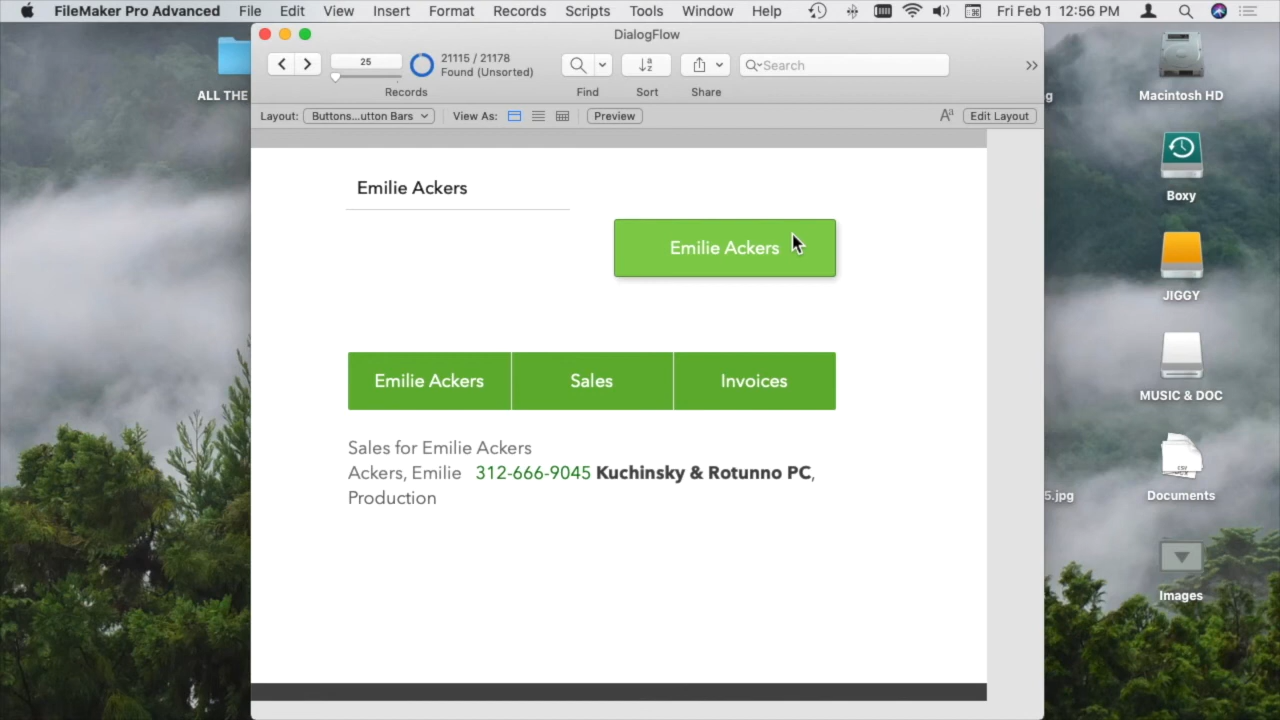 FileMaker Pro Advanced File Edit View Insert Format Records Scripts Tools Window Help Fri Feb 1 12:56 PM
DialogFlow
25
21115 / 21178
Found (Unsorted)
Search
Records
Find
Sort
Share
Layout: Buttons...utton Bars View As: Preview Edit Layout
Emilie Ackers
Emilie Ackers
Emilie Ackers Sales Invoices
Sales for Emilie Ackers
Ackers, Emilie 312-666-9045 Kuchinsky & Rotunno PC,
Production
ALL THE
Macintosh HD
Boxy
JIGGY
MUSIC & DOC
5.jpg
Documents
Images